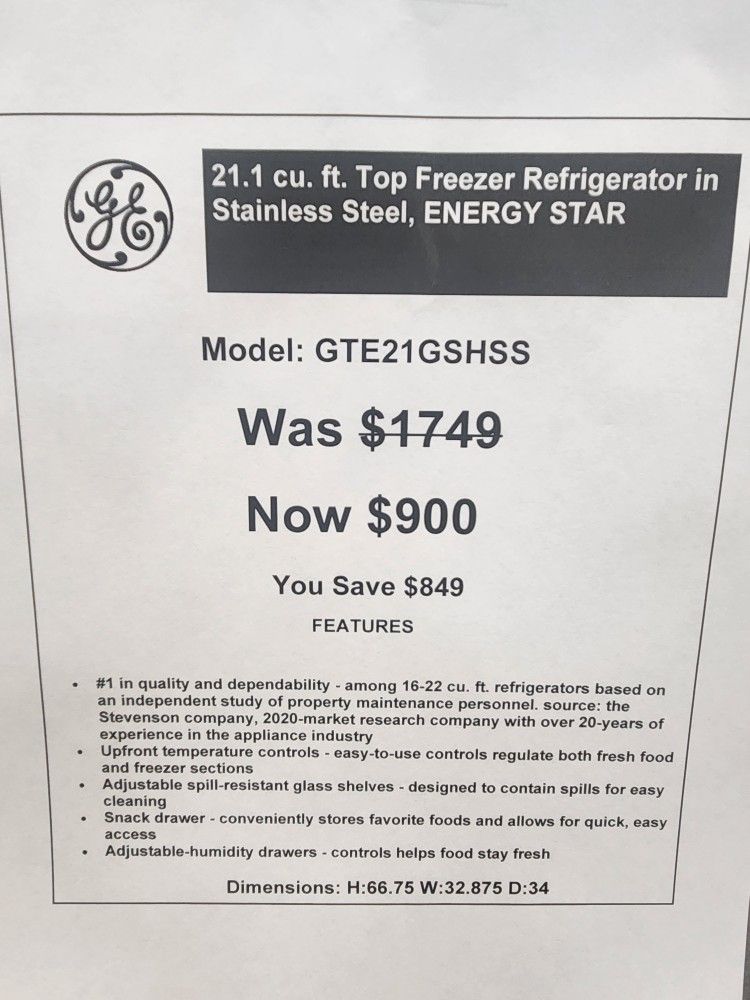 GE
21.1 cu. ft. Top Freezer Refrigerator in
Stainless Steel, ENERGY STAR
Model: GTE21GSHSS
Was $1749
Now $900
You Save $849
FEATURES
• #1 in quality and dependability - among 16-22 cu. ft. refrigerators based on
an independent study of property maintenance personnel. source: the
Stevenson company, 2020-market research company with over 20-years of
experience in the appliance industry
• Upfront temperature controls - easy-to-use controls regulate both fresh food
and freezer sections
• Adjustable spill-resistant glass shelves - designed to contain spills for easy
cleaning
• Snack drawer - conveniently stores favorite foods and allows for quick, easy
access
• Adjustable-humidity drawers - controls helps food stay fresh
Dimensions: H:66.75 W:32.875 D:34